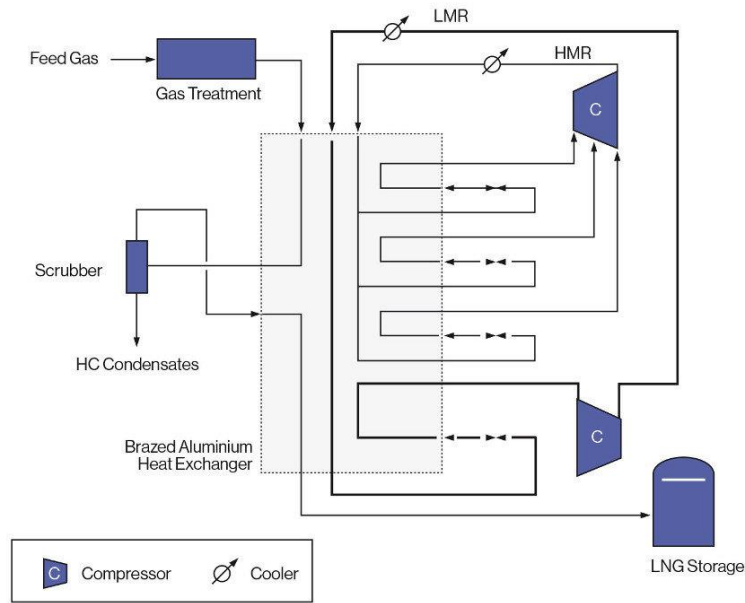 LMR
Feed Gas
HMR
Gas Treatment
C
Scrubber
HC Condensates
C
Brazed Aluminium
Heat Exchanger
C
Compressor
Cooler
LNG Storage